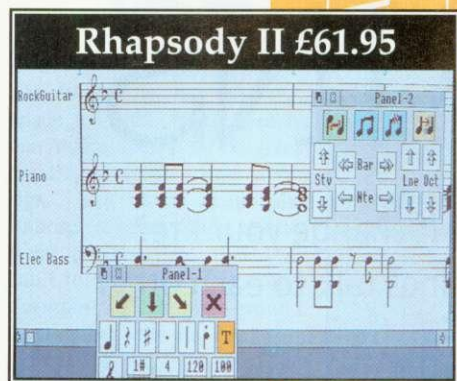 Rhapsody II £61.95
RockGuitar
Panel-2
Piano
Stv
Bar
Nte
Lne Oct
Elec Bass
Panel-1
T
1# 4 120 100